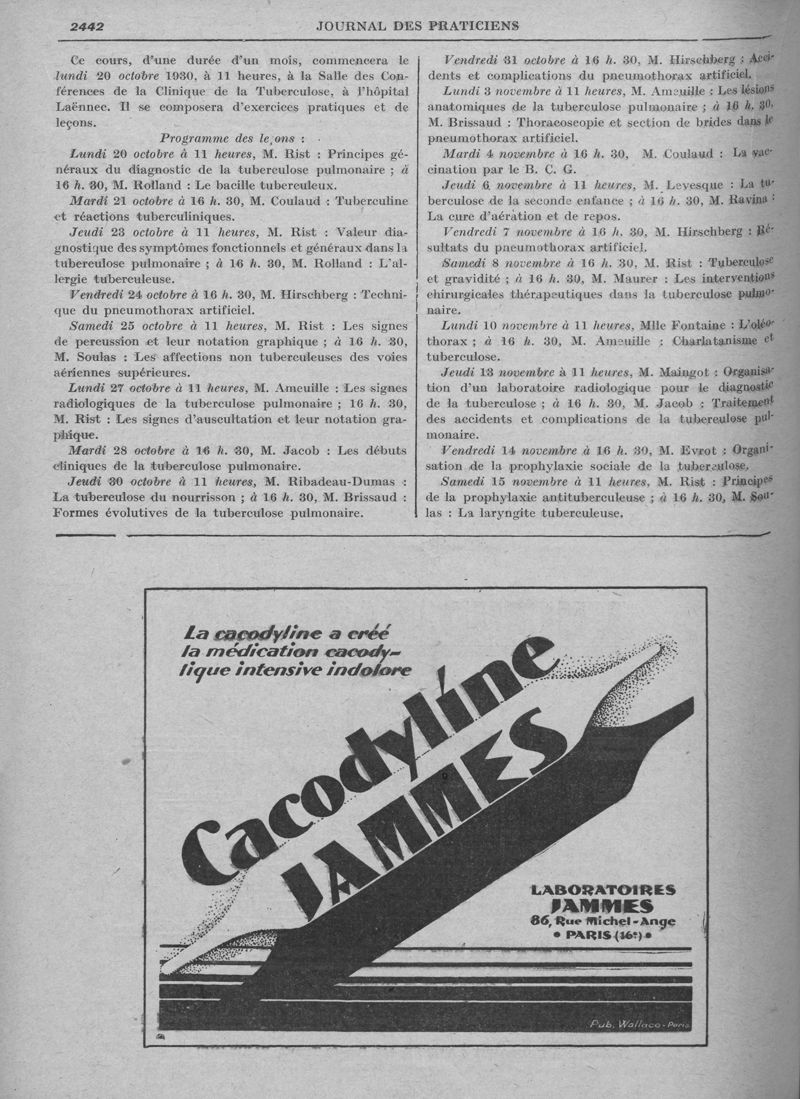 2442
JOURNAL DES PRATICIENS
Ce cours, d'une durée d'un mois, commencera le
lundi 20 octobre 1930, à 11 heures, à la Salle des Con-
férences de la Clinique de la Tuberculose, à l'hôpital
Laënnec. Il se composera d'exercices pratiques et de
leçons.
Programme des leçons :
Lundi 20 octobre à 11 heures, M. Rist : Principes gé-
néraux du diagnostic de la tuberculose pulmonaire ; à
16 h. 30, M. Rolland : Le bacille tuberculeux.
Mardi 21 octobre à 16 h. 30, M. Coulaud : Tuberculine
et réactions tuberculiniques.
Jeudi 23 octobre à 11 heures, M. Rist : Valeur dia-
gnostique des symptômes fonctionnels et généraux dans la
tuberculose pulmonaire ; à 16 h. 30, M. Rolland : L'al-
lergie tuberculeuse.
Vendredi 24 octobre à 16 h. 30, M. Hirschberg : Techni-
que du pneumothorax artificiel.
Samedi 25 octobre à 11 heures, M. Rist : Les signes
de percussion et leur notation graphique ; à 16 h. 30,
M. Soulas : Les affections non tuberculeuses des voies
aériennes supérieures.
Lundi 27 octobre à 11 heures, M. Ameuille : Les signes
radiologiques de la tuberculose pulmonaire ; 16 h. 30,
M. Rist : Les signes d'auscultation et leur notation gra-
phique.
Mardi 28 octobre à 16 h. 30, M. Jacob : Les débuts
cliniques de la tuberculose pulmonaire.
Jeudi 30 octobre à 11 heures, M. Ribadeau-Dumas :
La tuberculose du nourrisson ; à 16 h. 30, M. Brissaud :
Formes évolutives de la tuberculose pulmonaire.
Vendredi 31 octobre à 16 h. 30, M. Hirschberg : Acci-
dents et complications du pneumothorax artificiel.
Lundi 3 novembre à 11 heures, M. Ameuille : Les lésions
anatomiques de la tuberculose pulmonaire ; à 16 h. 30,
M. Brissaud : Thoracoscopie et section de brides dans le
pneumothorax artificiel.
Mardi 4 novembre à 16 h. 30, M. Coulaud : La vac-
cination par le B. C. G.
Jeudi 6 novembre à 11 heures, M. Levesque : La tu-
berculose de la seconde enfance ; à 16 h. 30, M. Ravina :
La cure d'aération et de repos.
Vendredi 7 novembre à 16 h. 30, M. Hirschberg : Ré-
sultats du pneumothorax artificiel.
Samedi 8 novembre à 16 h. 30, M. Rist : Tuberculose
et gravidité ; à 16 h. 30, M. Maurer : Les interventions
chirurgicales thérapeutiques dans la tuberculose pulmo-
naire.
Lundi 10 novembre à 11 heures, Mlle Fontaine : L'oléo-
thorax ; à 16 h. 30, M. Ameuille : Charlatanisme et
tuberculose.
Jeudi 13 novembre à 11 heures, M. Maingot : Organisa-
tion d'un laboratoire radiologique pour le diagnostic
de la tuberculose ; à 16 h. 30, M. Jacob : Traitement
des accidents et complications de la tuberculose pul-
monaire.
Vendredi 14 novembre à 16 h. 30, M. Evrot : Organi-
sation de la prophylaxie sociale de la tuberculose.
Samedi 15 novembre à 11 heures, M. Rist : Principes
de la prophylaxie antituberculeuse ; à 16 h. 30, M. Sou-
las : La laryngite tuberculeuse.
La cacodyline a créé
la médication cacody-
lique intensive indolore
Cacodyline
JAMMES
LABORATOIRES
JAMMES
86, Rue Michel-Ange
• PARIS (16e) •
Pub. Wallace - Paris